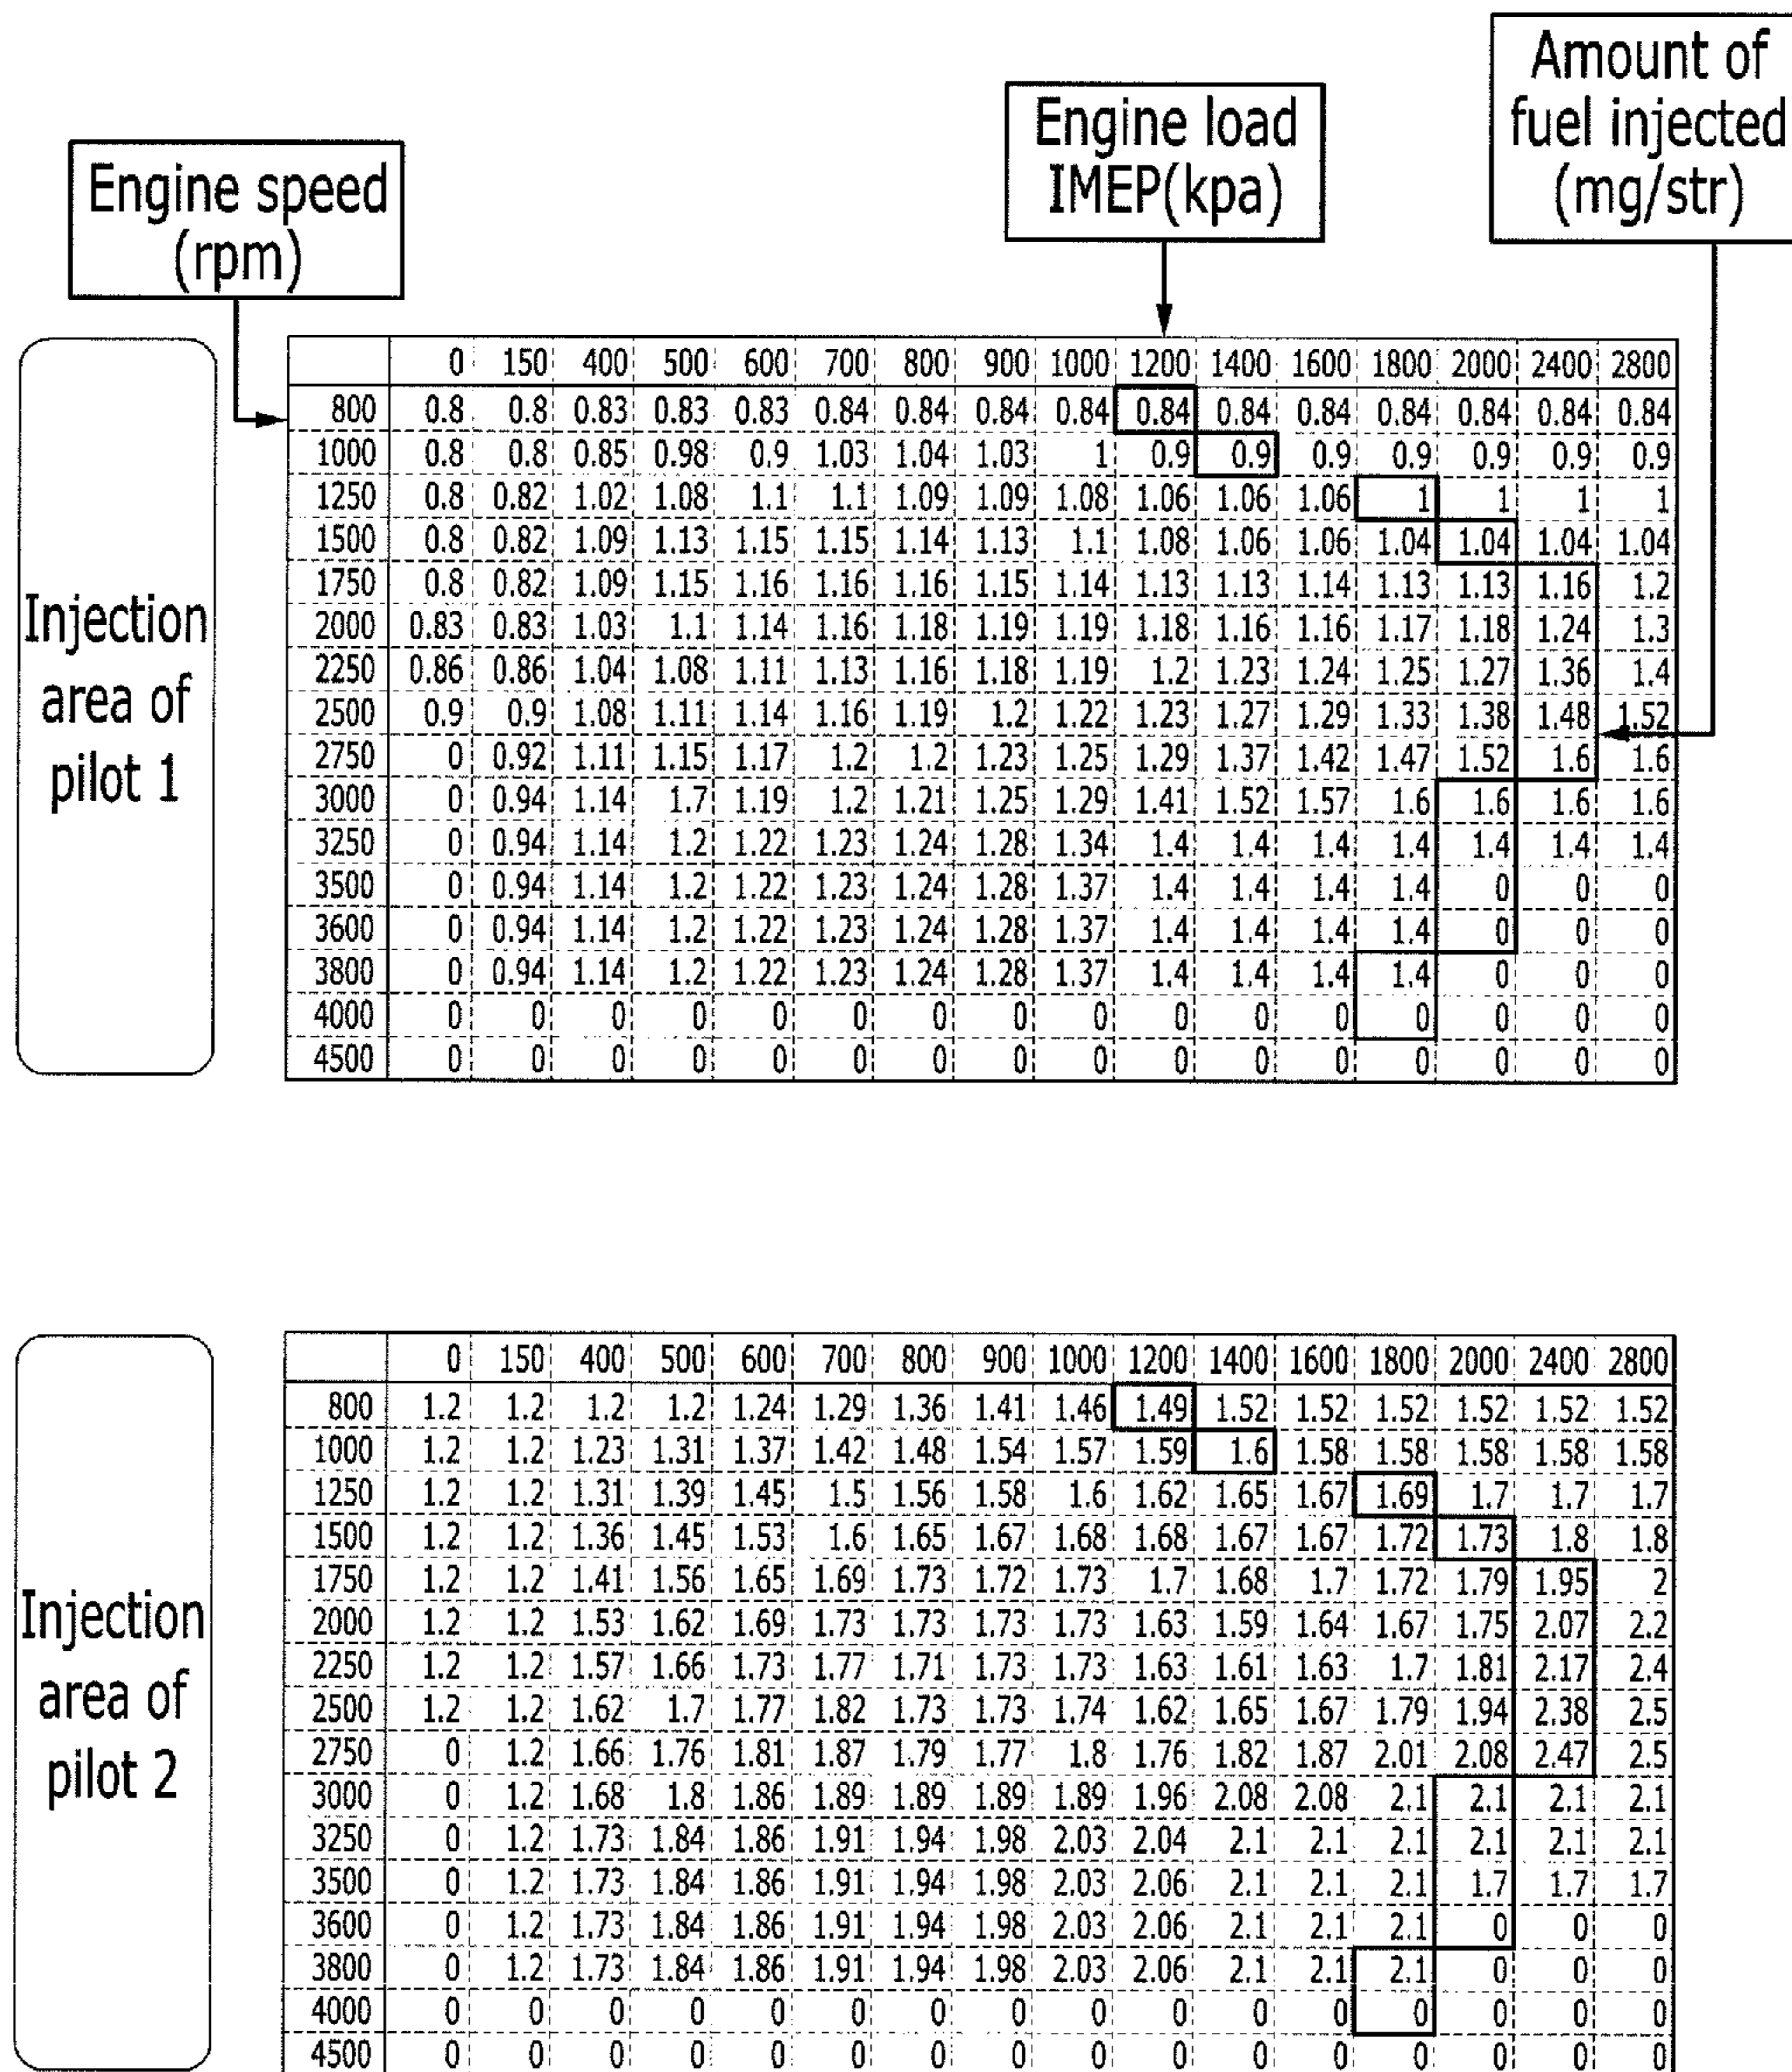 Amount of
fuel injected
(mg/str)
Engine load
IMEP(kpa)
Engine speed
(rpm)
Injection
area of
pilot 1
0 150 400 500 600 700 800 900 1000 1200 1400 1600 1800 2000 2400 2800
800 0.8 0.8 0.83 0.83 0.83 0.84 0.84 0.84 0.84 0.84 0.84 0.84 0.84 0.84 0.84 0.84
1000 0.8 0.8 0.85 0.98 0.9 1.03 1.04 1.03 1 0.9 0.9 0.9 0.9 0.9 0.9 0.9
1250 0.8 0.82 1.02 1.08 1.1 1.1 1.09 1.09 1.08 1.06 1.06 1.06 1 1 1 1
1500 0.8 0.82 1.09 1.13 1.15 1.15 1.14 1.13 1.1 1.08 1.06 1.06 1.04 1.04 1.04 1.04
1750 0.8 0.82 1.09 1.15 1.16 1.16 1.16 1.15 1.14 1.13 1.13 1.14 1.13 1.13 1.16 1.2
2000 0.83 0.83 1.03 1.1 1.14 1.16 1.18 1.19 1.19 1.18 1.16 1.16 1.17 1.18 1.24 1.3
2250 0.86 0.86 1.04 1.08 1.11 1.13 1.16 1.18 1.19 1.2 1.23 1.24 1.25 1.27 1.36 1.4
2500 0.9 0.9 1.08 1.11 1.14 1.16 1.19 1.2 1.22 1.23 1.27 1.29 1.33 1.38 1.48 1.52
2750 0 0.92 1.11 1.15 1.17 1.2 1.2 1.23 1.25 1.29 1.37 1.42 1.47 1.52 1.6 1.6
3000 0 0.94 1.14 1.7 1.19 1.2 1.21 1.25 1.29 1.41 1.52 1.57 1.6 1.6 1.6 1.6
3250 0 0.94 1.14 1.2 1.22 1.23 1.24 1.28 1.34 1.4 1.4 1.4 1.4 1.4 1.4 1.4
3500 0 0.94 1.14 1.2 1.22 1.23 1.24 1.28 1.37 1.4 1.4 1.4 1.4 0 0 0
3600 0 0.94 1.14 1.2 1.22 1.23 1.24 1.28 1.37 1.4 1.4 1.4 1.4 0 0 0
3800 0 0.94 1.14 1.2 1.22 1.23 1.24 1.28 1.37 1.4 1.4 1.4 1.4 0 0 0
4000 0 0 0 0 0 0 0 0 0 0 0 0 0 0 0 0
4500 0 0 0 0 0 0 0 0 0 0 0 0 0 0 0 0
Injection
area of
pilot 2
0 150 400 500 600 700 800 900 1000 1200 1400 1600 1800 2000 2400 2800
800 1.2 1.2 1.2 1.2 1.24 1.29 1.36 1.41 1.46 1.49 1.52 1.52 1.52 1.52 1.52 1.52
1000 1.2 1.2 1.23 1.31 1.37 1.42 1.48 1.54 1.57 1.59 1.6 1.58 1.58 1.58 1.58 1.58
1250 1.2 1.2 1.31 1.39 1.45 1.5 1.56 1.58 1.6 1.62 1.65 1.67 1.69 1.7 1.7 1.7
1500 1.2 1.2 1.36 1.45 1.53 1.6 1.65 1.67 1.68 1.68 1.67 1.67 1.72 1.73 1.8 1.8
1750 1.2 1.2 1.41 1.56 1.65 1.69 1.73 1.72 1.73 1.7 1.68 1.7 1.72 1.79 1.95 2
2000 1.2 1.2 1.53 1.62 1.69 1.73 1.73 1.73 1.73 1.63 1.59 1.64 1.67 1.75 2.07 2.2
2250 1.2 1.2 1.57 1.66 1.73 1.77 1.71 1.73 1.73 1.63 1.61 1.63 1.7 1.81 2.17 2.4
2500 1.2 1.2 1.62 1.7 1.77 1.82 1.73 1.73 1.74 1.62 1.65 1.67 1.79 1.94 2.38 2.5
2750 0 1.2 1.66 1.76 1.81 1.87 1.79 1.77 1.8 1.76 1.82 1.87 2.01 2.08 2.47 2.5
3000 0 1.2 1.68 1.8 1.86 1.89 1.89 1.89 1.89 1.96 2.08 2.08 2.1 2.1 2.1 2.1
3250 0 1.2 1.73 1.84 1.86 1.91 1.94 1.98 2.03 2.04 2.1 2.1 2.1 2.1 2.1 2.1
3500 0 1.2 1.73 1.84 1.86 1.91 1.94 1.98 2.03 2.06 2.1 2.1 2.1 1.7 1.7 1.7
3600 0 1.2 1.73 1.84 1.86 1.91 1.94 1.98 2.03 2.06 2.1 2.1 2.1 0 0 0
3800 0 1.2 1.73 1.84 1.86 1.91 1.94 1.98 2.03 2.06 2.1 2.1 2.1 0 0 0
4000 0 0 0 0 0 0 0 0 0 0 0 0 0 0 0 0
4500 0 0 0 0 0 0 0 0 0 0 0 0 0 0 0 0